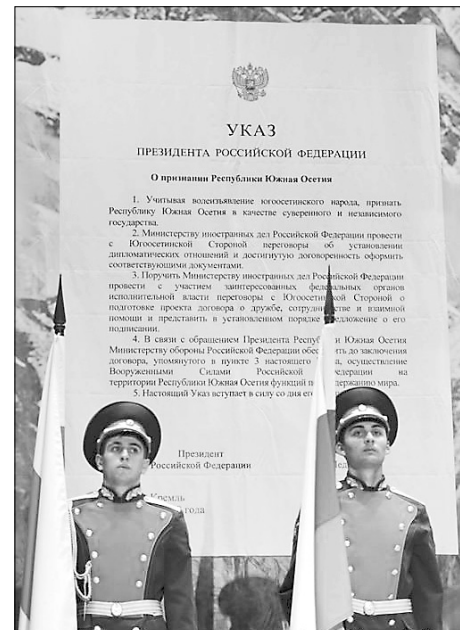 УКАЗ
ПРЕЗИДЕНТА РОССИЙСКОЙ ФЕДЕРАЦИИ
О признании Республики Южная Осетия
1. Учитывая волеизъявление югоосетинского народа, признать
Республику Южная Осетия в качестве суверенного и независимого
государства.
2. Министерству иностранных дел Российской Федерации провести
с Югоосетинской Стороной переговоры об установлении
дипломатических отношений и достигнутую договоренность оформить
соответствующими документами.
3. Поручить Министерству иностранных дел Российской Федерации
провести с участием заинтересованных федеральных органов
исполнительной власти переговоры с Югоосетинской Стороной о
подготовке проекта договора о дружбе, сотрудничестве и взаимной
помощи и представить в установленном порядке предложение о его
подписании.
4. В связи с обращением Президента Республики Южная Осетия
Министерству обороны Российской Федерации обеспечить до заключения
договора, упомянутого в пункте 3 настоящего Указа, осуществление
Вооруженными Силами Российской Федерации на
территории Республики Южная Осетия функций по поддержанию мира.
5. Настоящий Указ вступает в силу со дня его
Президент
Российской Федерации
Кремль
года